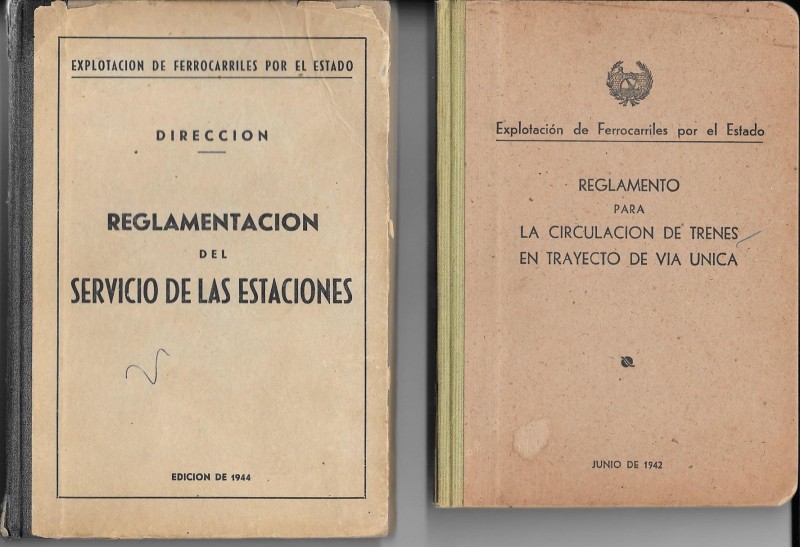 EXPLOTACION DE FERROCARRILES POR EL ESTADO
DIRECCION
REGLAMENTACION
DEL
SERVICIO DE LAS ESTACIONES
EDICION DE 1944
Explotación de Ferrocarriles por el Estado
REGLAMENTO
PARA
LA CIRCULACION DE TRENES
EN TRAYECTO DE VIA UNICA
JUNIO DE 1942